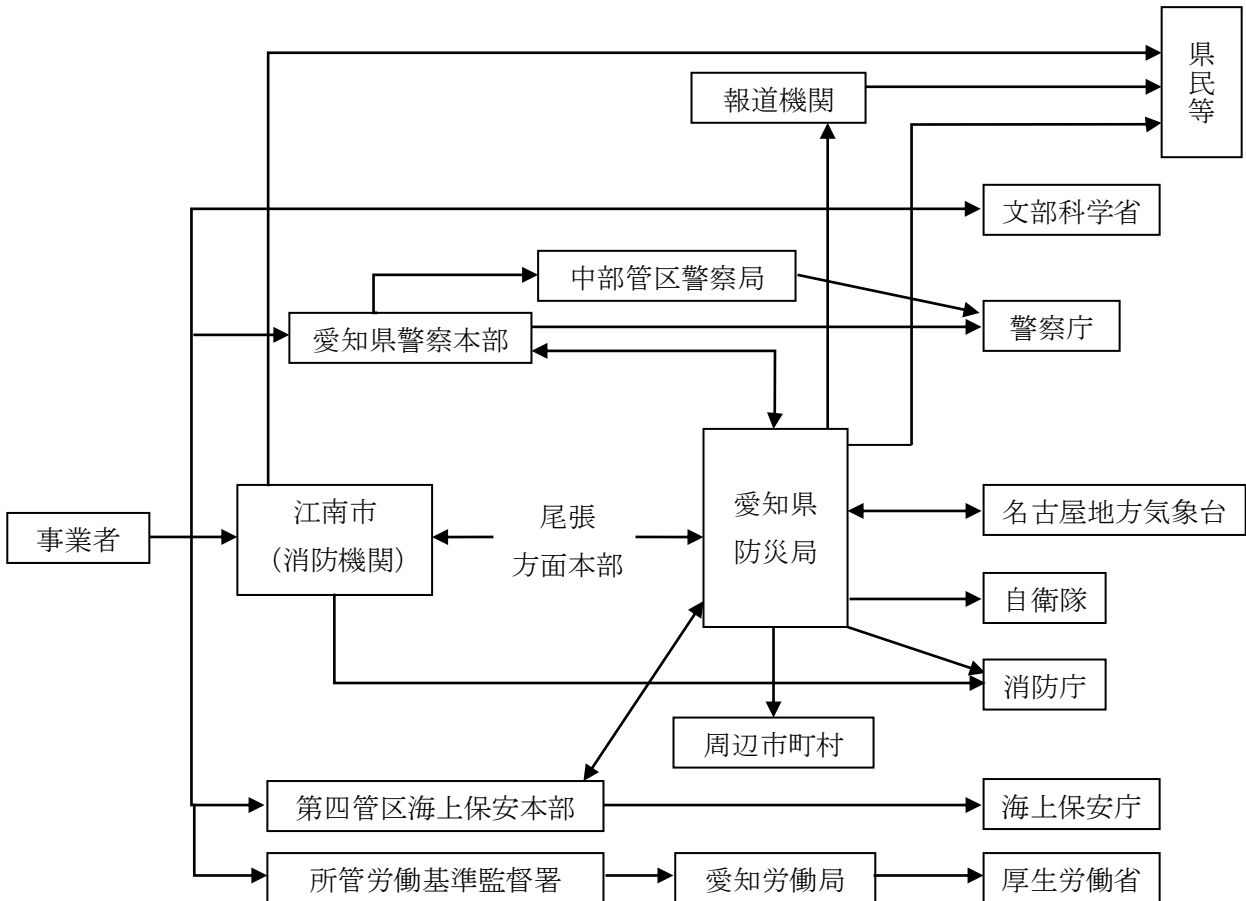 県民等
報道機関
文部科学省
中部管区警察局
愛知県警察本部
警察庁
事業者
江南市
（消防機関）
尾張
方面本部
愛知県
防災局
名古屋地方気象台
自衛隊
消防庁
周辺市町村
第四管区海上保安本部
海上保安庁
所管労働基準監督署
愛知労働局
厚生労働省